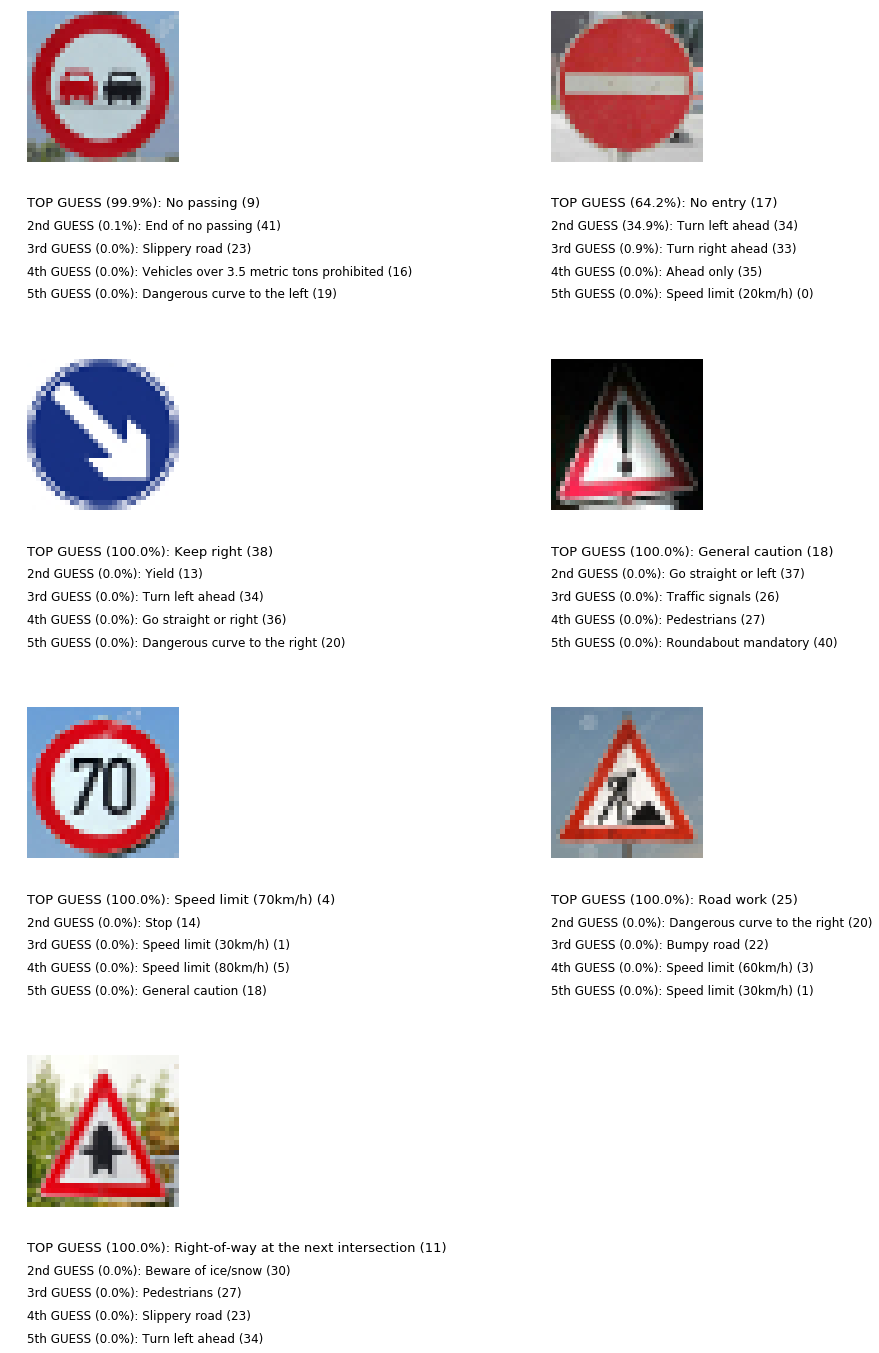 TOP GUESS (99.9%): No passing (9)
2nd GUESS (0.1%): End of no passing (41)
3rd GUESS (0.0%): Slippery road (23)
4th GUESS (0.0%): Vehicles over 3.5 metric tons prohibited (16)
5th GUESS (0.0%): Dangerous curve to the left (19)
TOP GUESS (64.2%): No entry (17)
2nd GUESS (34.9%): Turn left ahead (34)
3rd GUESS (0.9%): Turn right ahead (33)
4th GUESS (0.0%): Ahead only (35)
5th GUESS (0.0%): Speed limit (20km/h) (0)
TOP GUESS (100.0%): Keep right (38)
2nd GUESS (0.0%): Yield (13)
3rd GUESS (0.0%): Turn left ahead (34)
4th GUESS (0.0%): Go straight or right (36)
5th GUESS (0.0%): Dangerous curve to the right (20)
TOP GUESS (100.0%): General caution (18)
2nd GUESS (0.0%): Go straight or left (37)
3rd GUESS (0.0%): Traffic signals (26)
4th GUESS (0.0%): Pedestrians (27)
5th GUESS (0.0%): Roundabout mandatory (40)
70
TOP GUESS (100.0%): Speed limit (70km/h) (4)
2nd GUESS (0.0%): Stop (14)
3rd GUESS (0.0%): Speed limit (30km/h) (1)
4th GUESS (0.0%): Speed limit (80km/h) (5)
5th GUESS (0.0%): General caution (18)
TOP GUESS (100.0%): Road work (25)
2nd GUESS (0.0%): Dangerous curve to the right (20)
3rd GUESS (0.0%): Bumpy road (22)
4th GUESS (0.0%): Speed limit (60km/h) (3)
5th GUESS (0.0%): Speed limit (30km/h) (1)
TOP GUESS (100.0%): Right-of-way at the next intersection (11)
2nd GUESS (0.0%): Beware of ice/snow (30)
3rd GUESS (0.0%): Pedestrians (27)
4th GUESS (0.0%): Slippery road (23)
5th GUESS (0.0%): Turn left ahead (34)